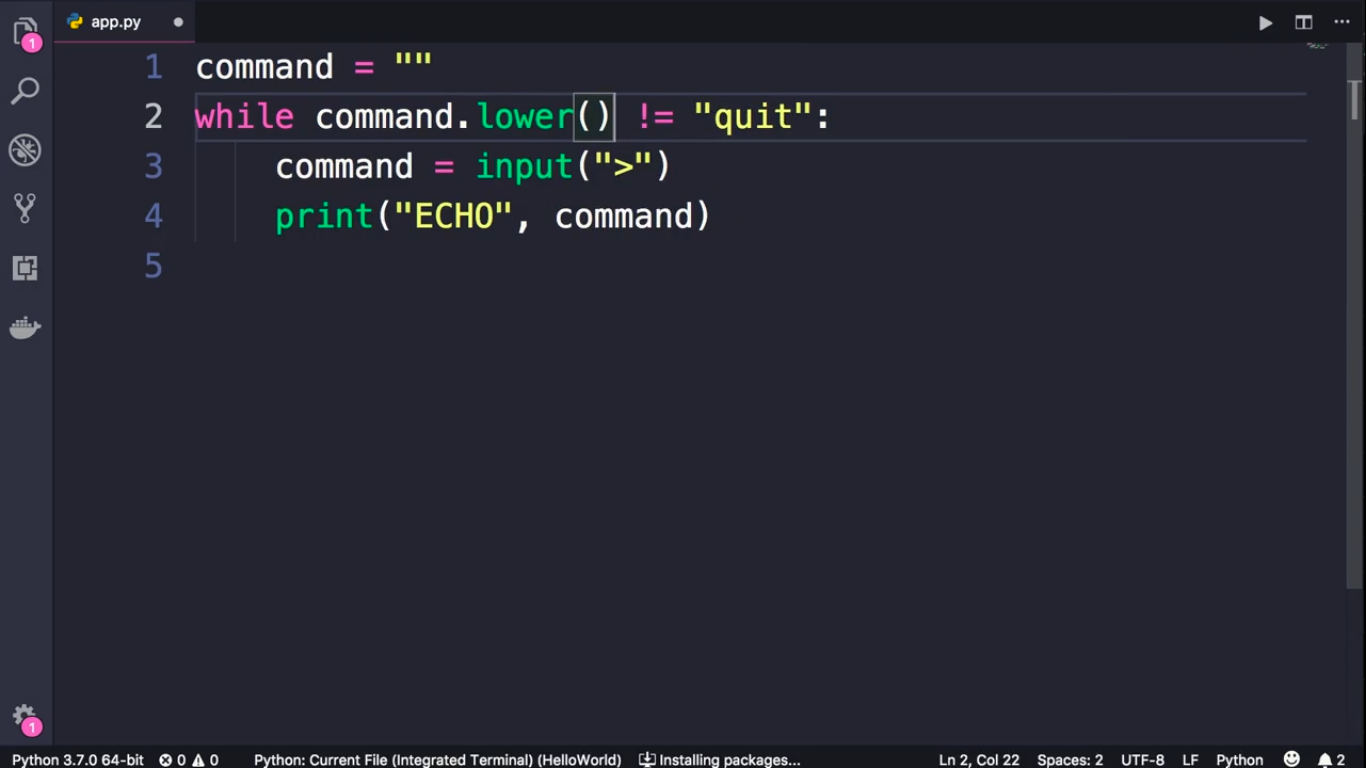 app.py
1 command = ""
2 while command.lower() != "quit":
3     command = input(">")
4     print("ECHO", command)
5
1
1
Python 3.7.0 64-bit 0 0 Python: Current File (Integrated Terminal) (HelloWorld) Installing packages... Ln 2, Col 22 Spaces: 2 UTF-8 LF Python 2